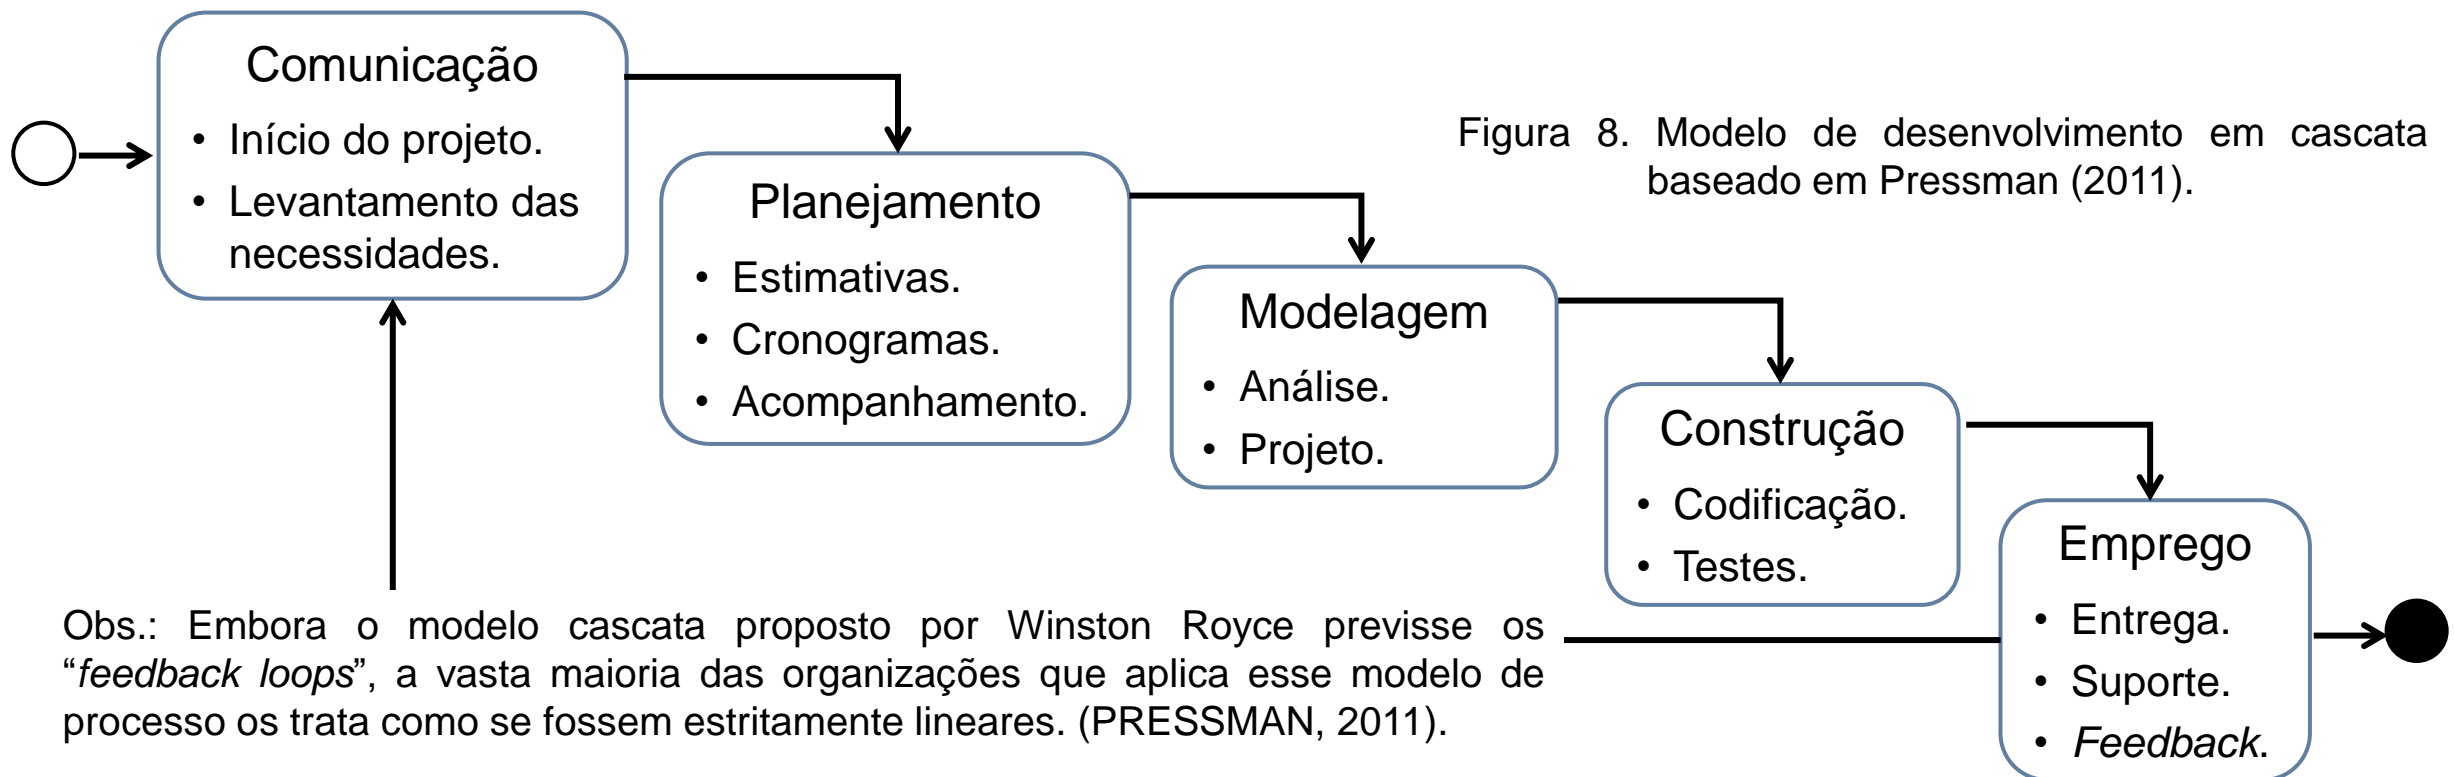 Comunicação
• Início do projeto.
• Levantamento das
necessidades.
Figura 8. Modelo de desenvolvimento em cascata
baseado em Pressman (2011).
Planejamento
• Estimativas.
• Cronogramas.
• Acompanhamento.
Modelagem
• Análise.
• Projeto.
Construção
• Codificação.
• Testes.
Emprego
• Entrega.
• Suporte.
• Feedback.
Obs.: Embora o modelo cascata proposto por Winston Royce previsse os
“feedback loops”, a vasta maioria das organizações que aplica esse modelo de
processo os trata como se fossem estritamente lineares. (PRESSMAN, 2011).